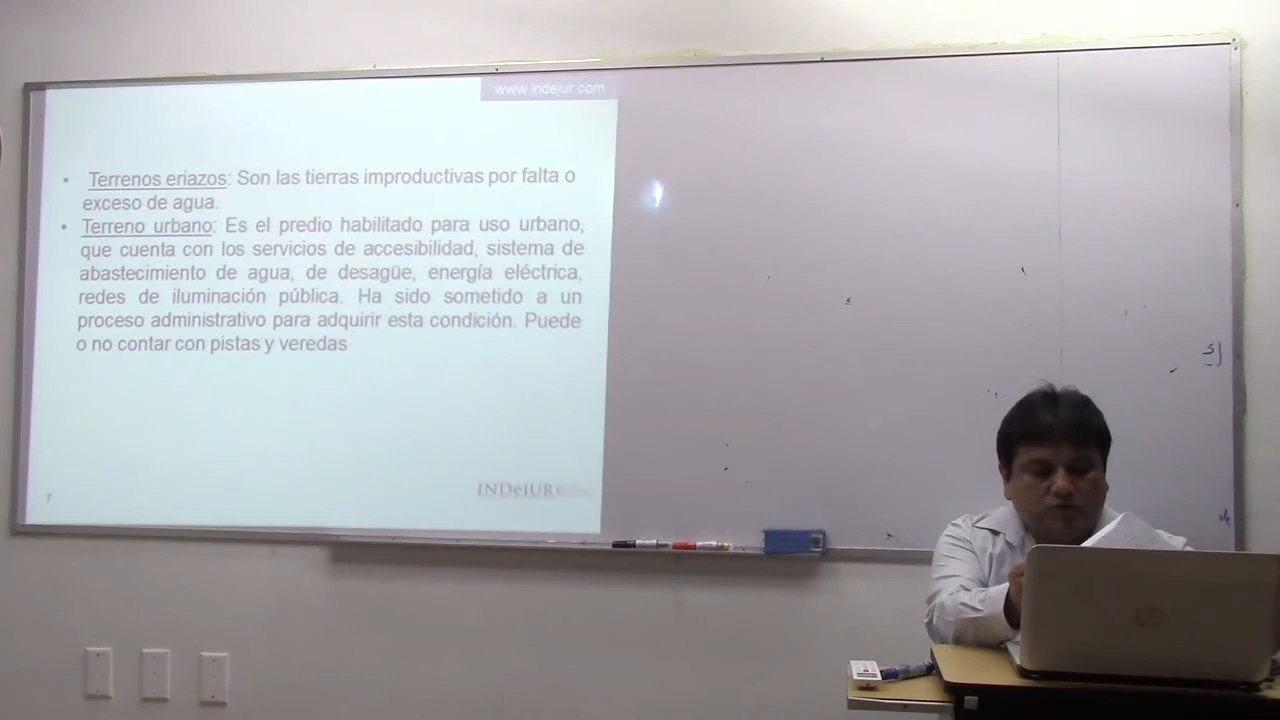 www.indejur.com
• Terrenos eriazos: Son las tierras improductivas por falta o
exceso de agua.
• Terreno urbano: Es el predio habilitado para uso urbano,
que cuenta con los servicios de accesibilidad, sistema de
abastecimiento de agua, de desagüe, energía eléctrica,
redes de iluminación pública. Ha sido sometido a un
proceso administrativo para adquirir esta condición. Puede
o no contar con pistas y veredas
7
INDeJUR
hp